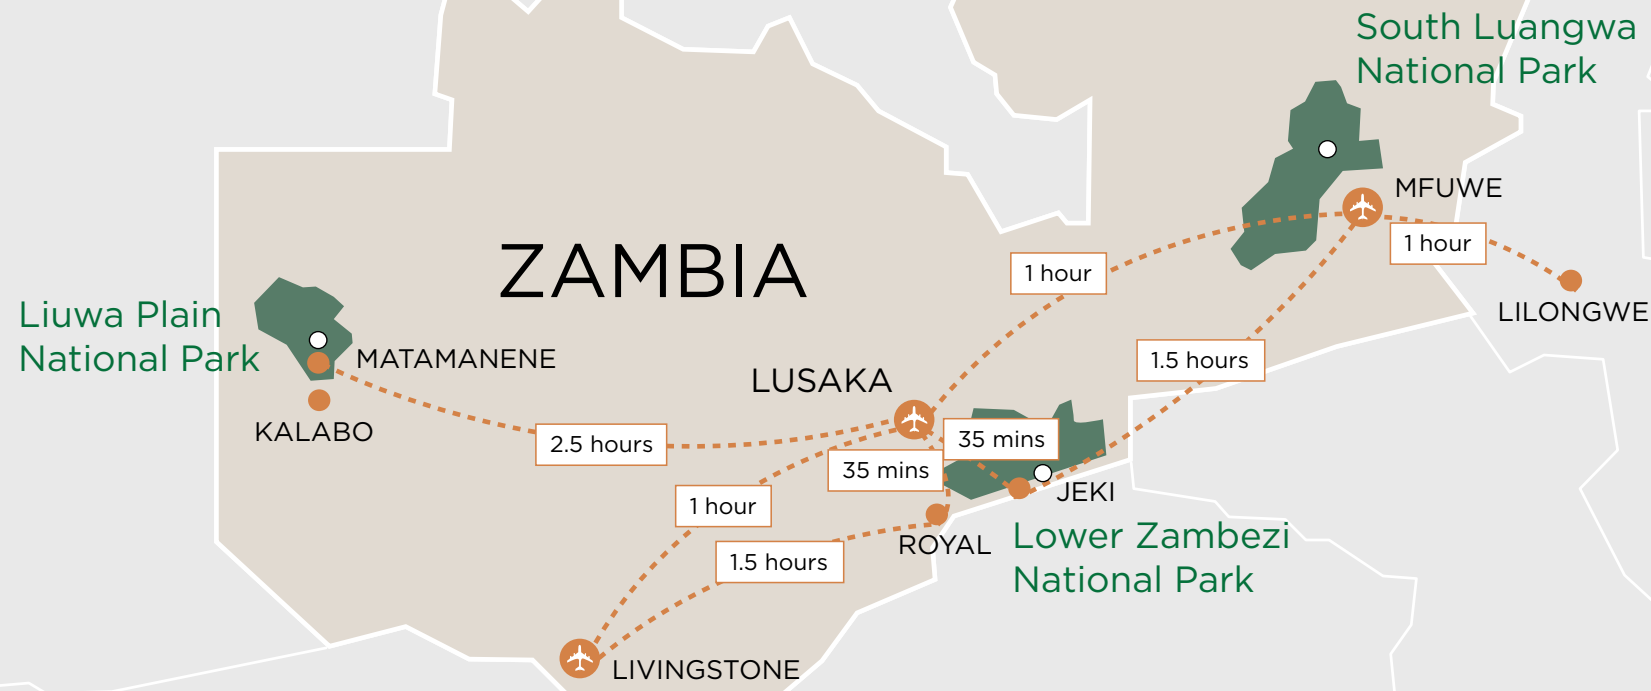 South Luangwa
National Park
MFUWE
1 hour
ZAMBIA
1 hour
LILONGWE
Liuwa Plain
National Park
MATAMANENE
1.5 hours
LUSAKA
KALABO
2.5 hours
35 mins
35 mins
JEKI
1 hour
ROYAL
Lower Zambezi
National Park
1.5 hours
LIVINGSTONE